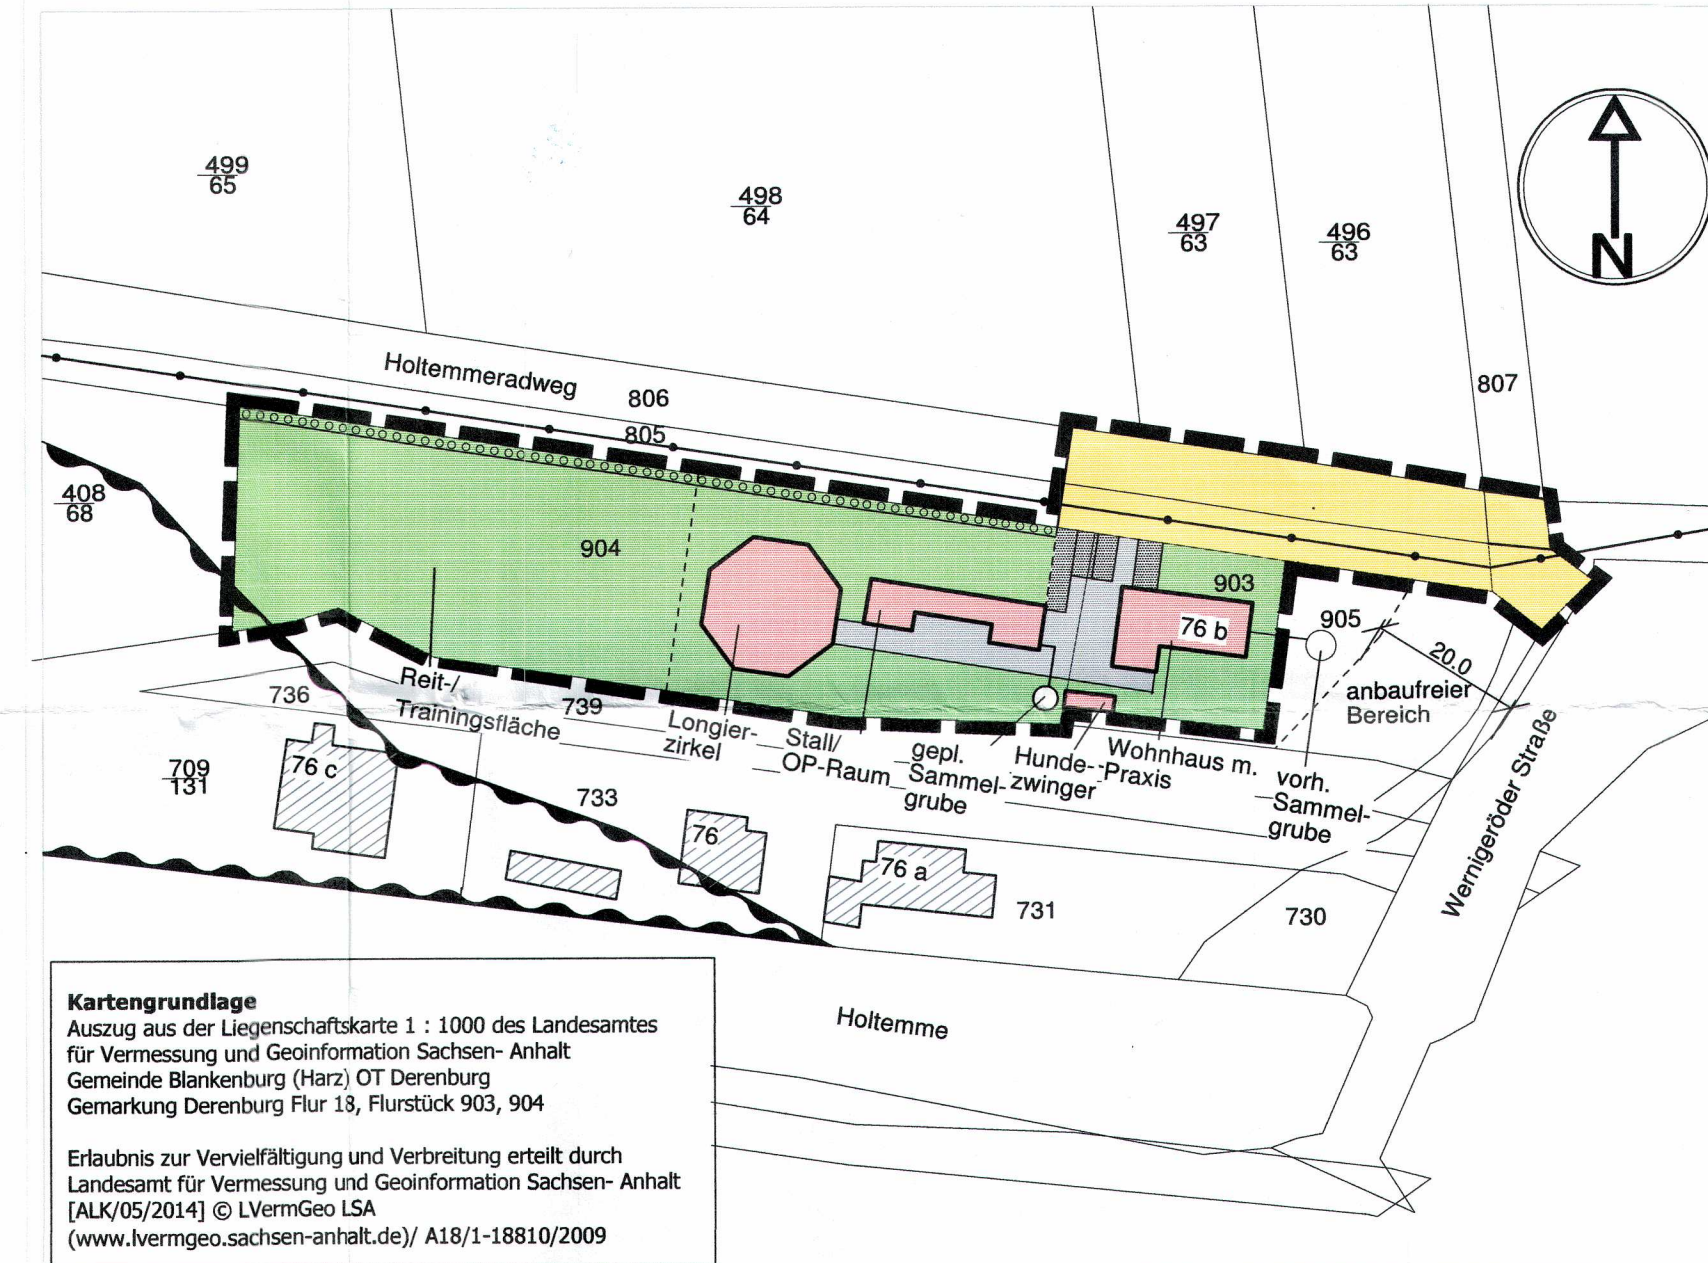 499
65
498
64
497
63
496
63
N
807
Holtemmeradweg
806
805
408
68
904
903
905
76 b
20.0
anbaufreier
Bereich
Reit-/
Trainingsfläche
736
739
Longier-
zirkel
Stall/
OP-Raum
gepl.
Sammel-
grube
Hunde-
zwinger
Wohnhaus m.
Praxis
vorh.
Sammel-
grube
Wernigeröder Straße
709
131
76 c
733
76
76 a
731
730
Holtemme
Kartengrundlage
Auszug aus der Liegenschaftskarte 1 : 1000 des Landesamtes
für Vermessung und Geoinformation Sachsen- Anhalt
Gemeinde Blankenburg (Harz) OT Derenburg
Gemarkung Derenburg Flur 18, Flurstück 903, 904
Erlaubnis zur Vervielfältigung und Verbreitung erteilt durch
Landesamt für Vermessung und Geoinformation Sachsen- Anhalt
[ALK/05/2014] © LVermGeo LSA
(www.lvermgeo.sachsen-anhalt.de)/ A18/1-18810/2009